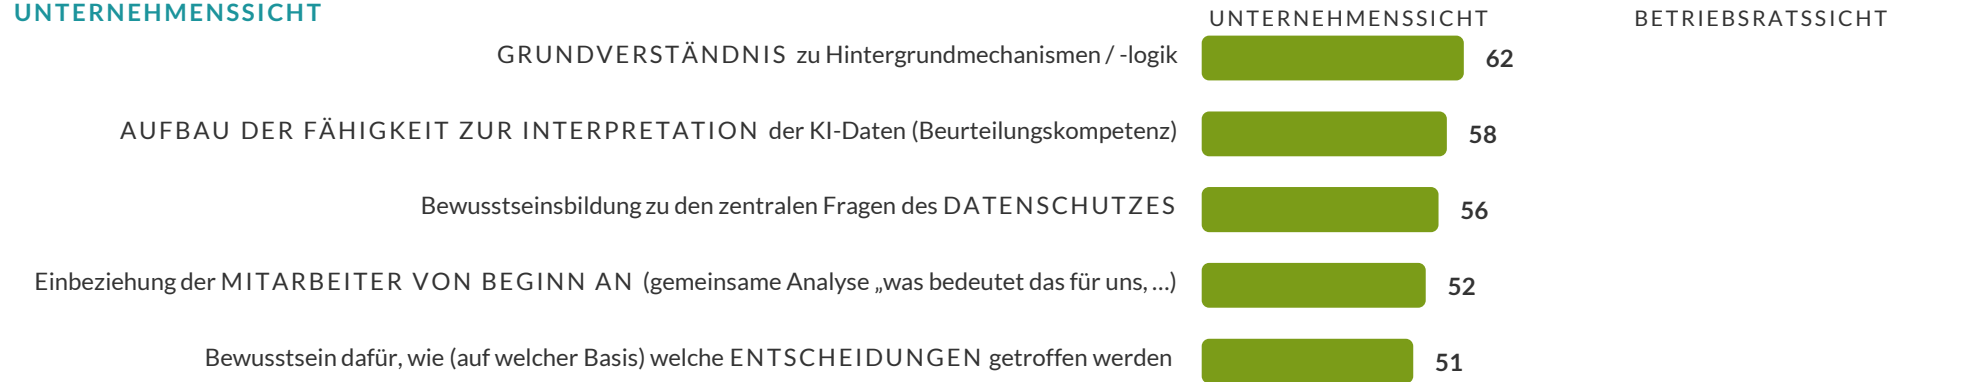 UNTERNEHMENSSICHT
UNTERNEHMENSSICHT BETRIEBSRATSSICHT
GRUNDVERSTÄNDNIS zu Hintergrundmechanismen / -logik 62
AUFBAU DER FÄHIGKEIT ZUR INTERPRETATION der KI-Daten (Beurteilungskompetenz) 58
Bewusstseinsbildung zu den zentralen Fragen des DATENSCHUTZES 56
Einbeziehung der MITARBEITER VON BEGINN AN (gemeinsame Analyse „was bedeutet das für uns, …) 52
Bewusstsein dafür, wie (auf welcher Basis) welche ENTSCHEIDUNGEN getroffen werden 51